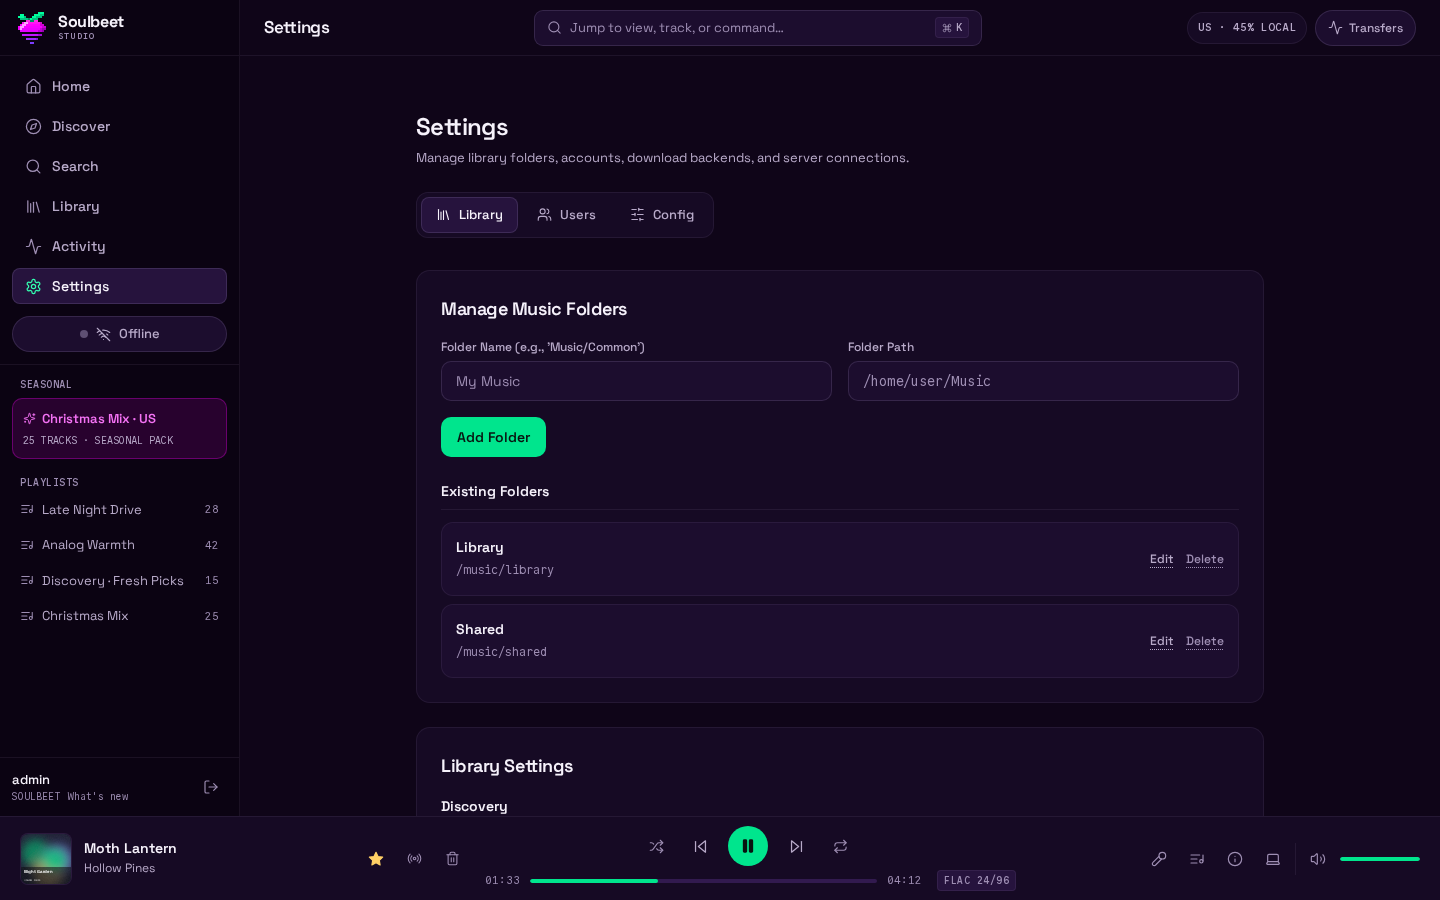 Soulbeet
STUDIO
Settings
Jump to view, track, or command...
⌘ K
US · 45% LOCAL
Transfers
Home
Discover
Search
Library
Activity
Settings
Offline
SEASONAL
Christmas Mix · US
25 TRACKS · SEASONAL PACK
PLAYLISTS
Late Night Drive 28
Analog Warmth 42
Discovery · Fresh Picks 15
Christmas Mix 25
admin
SOULBEET What's new
Settings
Manage library folders, accounts, download backends, and server connections.
Library
Users
Config
Manage Music Folders
Folder Name (e.g., 'Music/Common')
Folder Path
My Music
/home/user/Music
Add Folder
Existing Folders
Library
/music/library
Edit Delete
Shared
/music/shared
Edit Delete
Library Settings
Discovery
Night Garden
Moth Lantern
Hollow Pines
01:33
04:12
FLAC 24/96